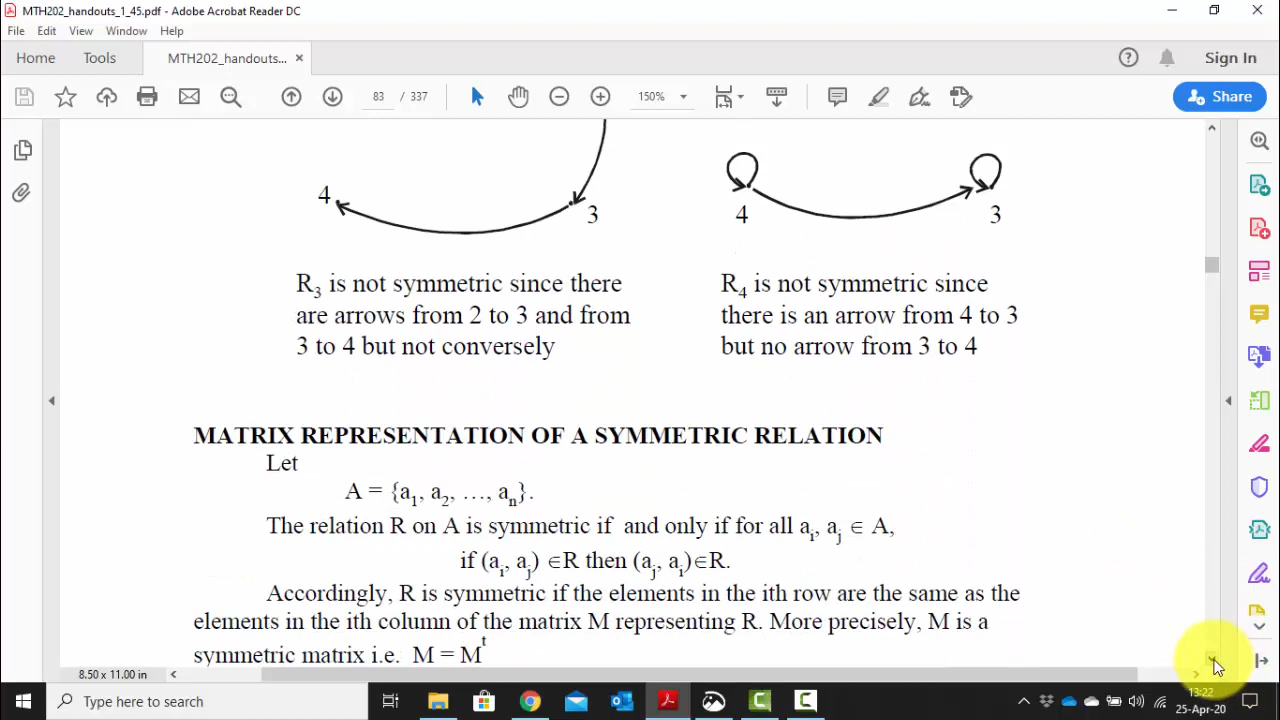 MTH202_handouts_1_45.pdf - Adobe Acrobat Reader DC
File Edit View Window Help
Home Tools MTH202_handouts... × Sign In
83 / 337 150% Share
4 3 4 3
R3 is not symmetric since there
are arrows from 2 to 3 and from
3 to 4 but not conversely
R4 is not symmetric since
there is an arrow from 4 to 3
but no arrow from 3 to 4
MATRIX REPRESENTATION OF A SYMMETRIC RELATION
Let
A = {a1, a2, …, an}.
The relation R on A is symmetric if and only if for all ai, aj ∈ A,
if (ai, aj) ∈R then (aj, ai)∈R.
Accordingly, R is symmetric if the elements in the ith row are the same as the
elements in the ith column of the matrix M representing R. More precisely, M is a
symmetric matrix i.e. M = Mt
8.50 x 11.00 in
Type here to search
13:22
25-Apr-20